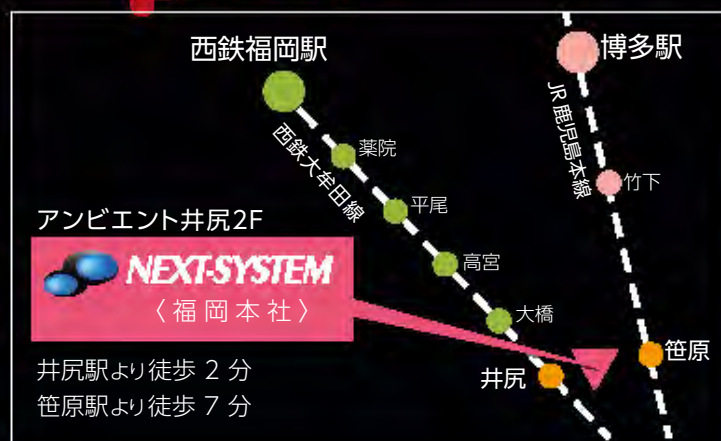 西鉄福岡駅
博多駅
JR鹿児島本線
西鉄大牟田線
薬院
竹下
平尾
アンビエント井尻2F
NEXT-SYSTEM
〈福岡本社〉
高宮
大橋
笹原
井尻
井尻駅より徒歩 2 分
笹原駅より徒歩 7 分